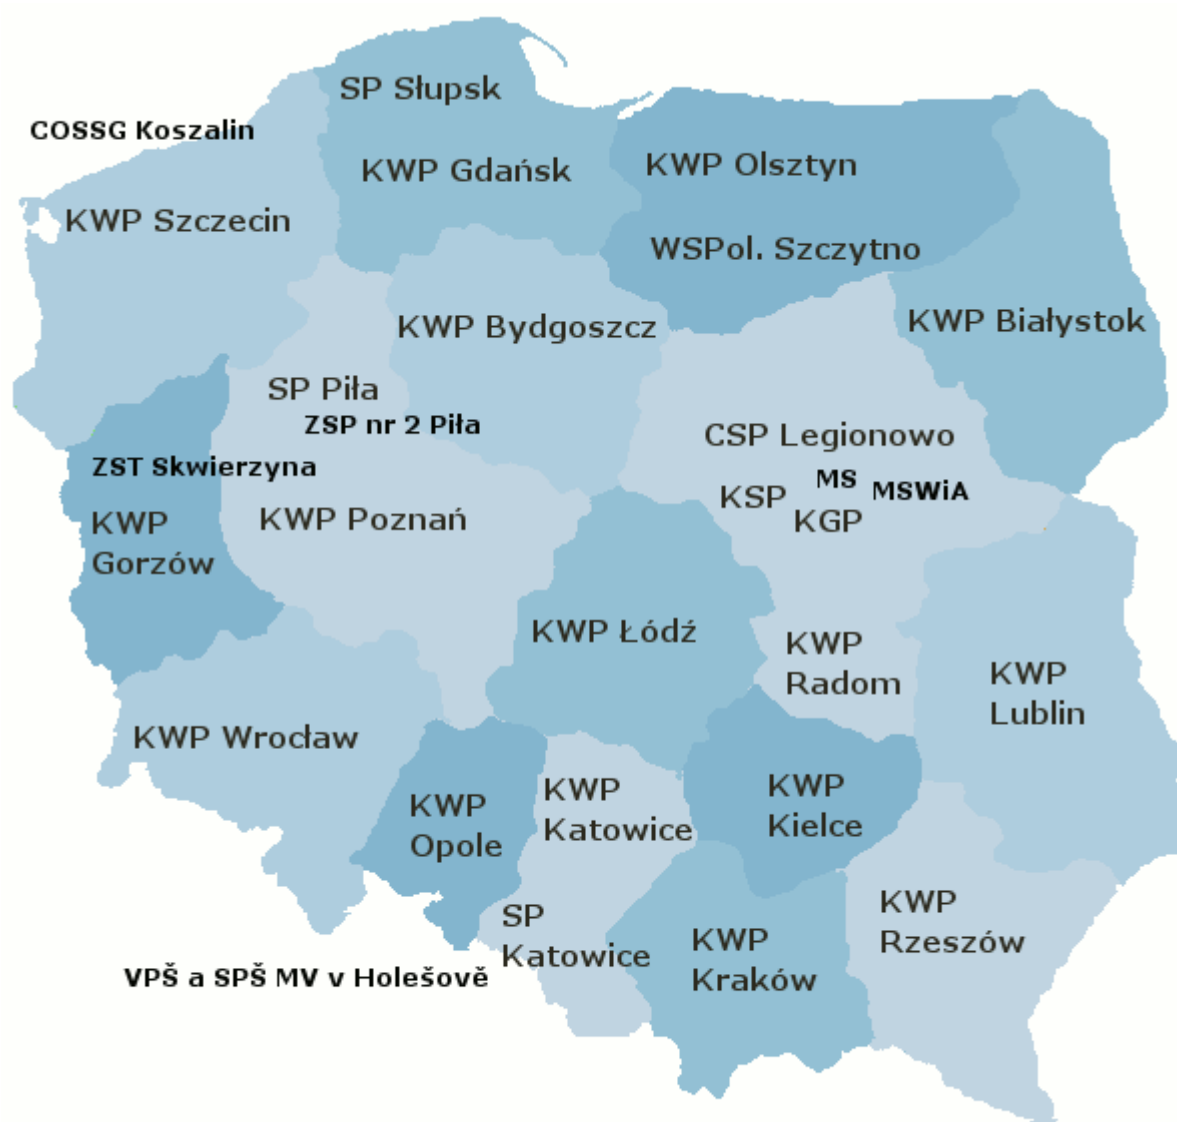 SP Słupsk
COSSG Koszalin
KWP Gdańsk
KWP Olsztyn
KWP Szczecin
WSPol. Szczytno
KWP Bydgoszcz
KWP Białystok
SP Piła
ZSP nr 2 Piła
CSP Legionowo
ZST Skwierzyna
MS
MSWiA
KSP
KGP
KWP Poznań
KWP
Gorzów
KWP Łódź
KWP
Radom
KWP
Lublin
KWP Wrocław
KWP
Opole
KWP
Katowice
KWP
Kielce
SP
Katowice
KWP
Kraków
KWP
Rzeszów
VPŠ a SPŠ MV v Holešově